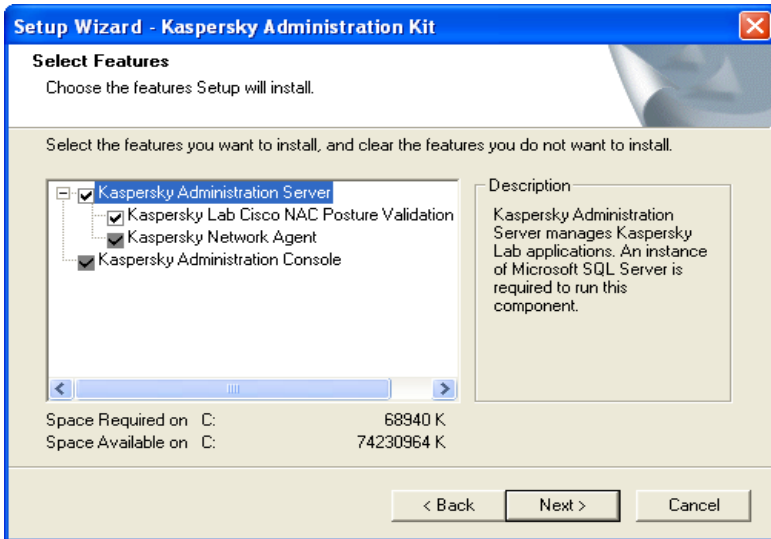 Setup Wizard - Kaspersky Administration Kit
Select Features
Choose the features Setup will install.
Select the features you want to install, and clear the features you do not want to install.
Kaspersky Administration Server
Kaspersky Lab Cisco NAC Posture Validation
Kaspersky Network Agent
Kaspersky Administration Console
Description
Kaspersky Administration
Server manages Kaspersky
Lab applications. An instance
of Microsoft SQL Server is
required to run this
component.
Space Required on C: 68940 K
Space Available on C: 74230964 K
< Back Next > Cancel